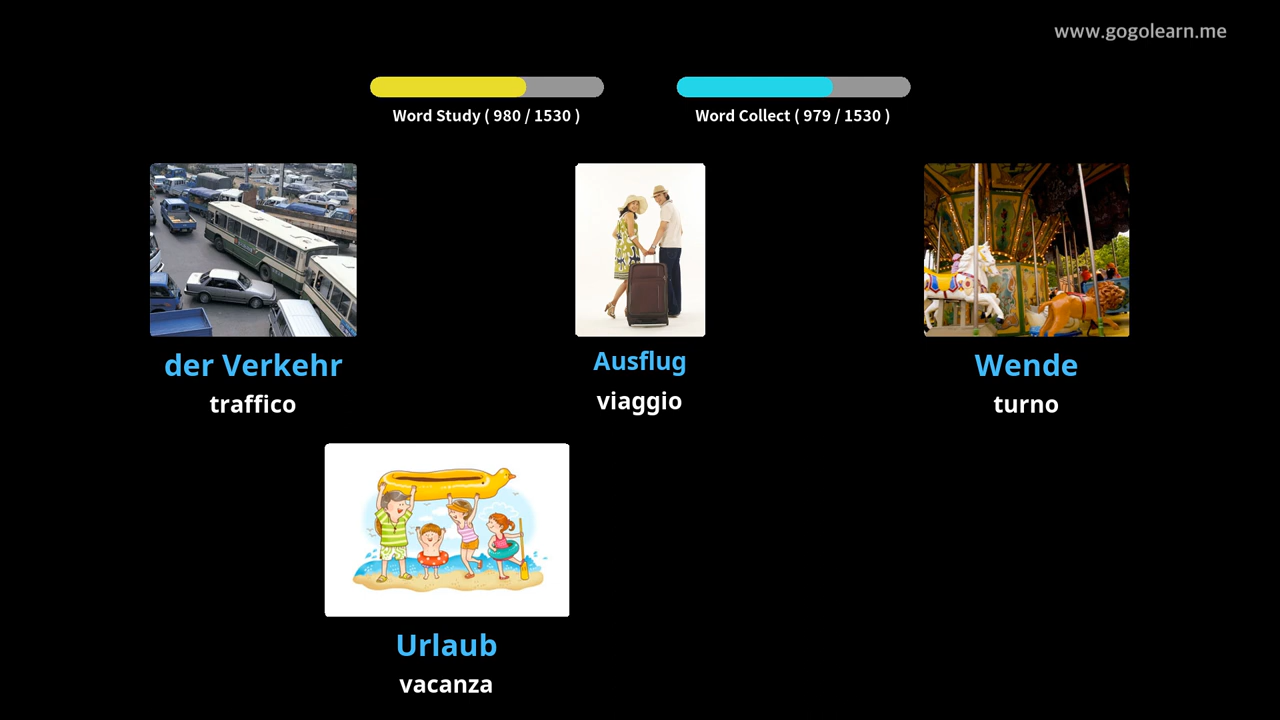 www.gogolearn.me
Word Study ( 980 / 1530 )
Word Collect ( 979 / 1530 )
der Verkehr
traffico
Ausflug
viaggio
Wende
turno
Urlaub
vacanza